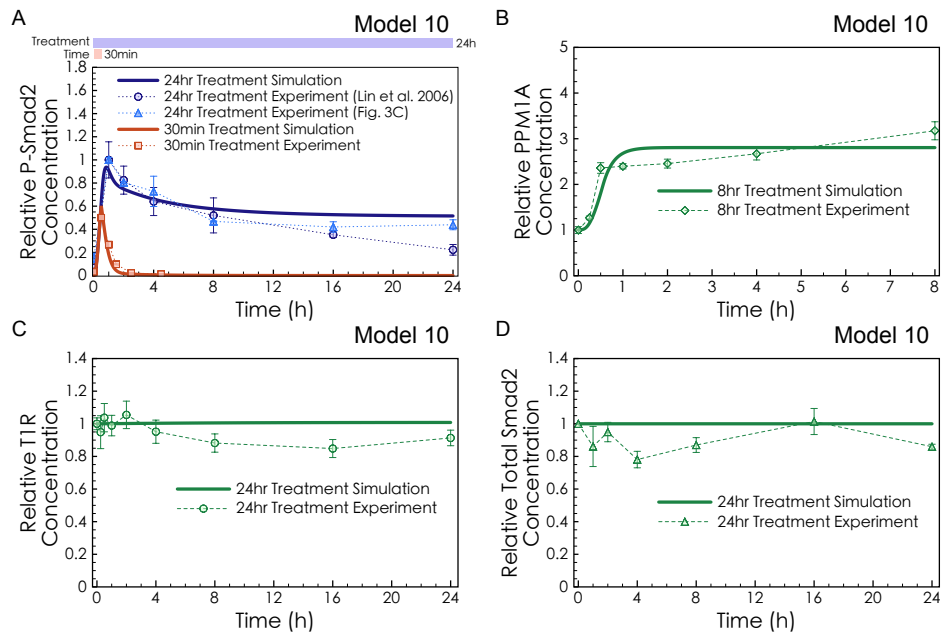 A
Model 10
Treatment
24h
Time
30min
Relative P-Smad2
Concentration
1.8
1.6
1.4
1.2
1
0.8
0.6
0.4
0.2
0
24hr Treatment Simulation
24hr Treatment Experiment (Lin et al. 2006)
24hr Treatment Experiment (Fig. 3C)
30min Treatment Simulation
30min Treatment Experiment
0 4 8 12 16 20 24
Time (h)
B
Model 10
Relative PPM1A
Concentration
5
4
3
2
1
0
8hr Treatment Simulation
8hr Treatment Experiment
0 1 2 3 4 5 6 7 8
Time (h)
C
Model 10
Relative T1R
Concentration
1.4
1.2
1
0.8
0.6
0.4
0.2
0
24hr Treatment Simulation
24hr Treatment Experiment
0 4 8 12 16 20 24
Time (h)
D
Model 10
Relative Total Smad2
Concentration
1.4
1.2
1
0.8
0.6
0.4
0.2
0
24hr Treatment Simulation
24hr Treatment Experiment
0 4 8 12 16 20 24
Time (h)